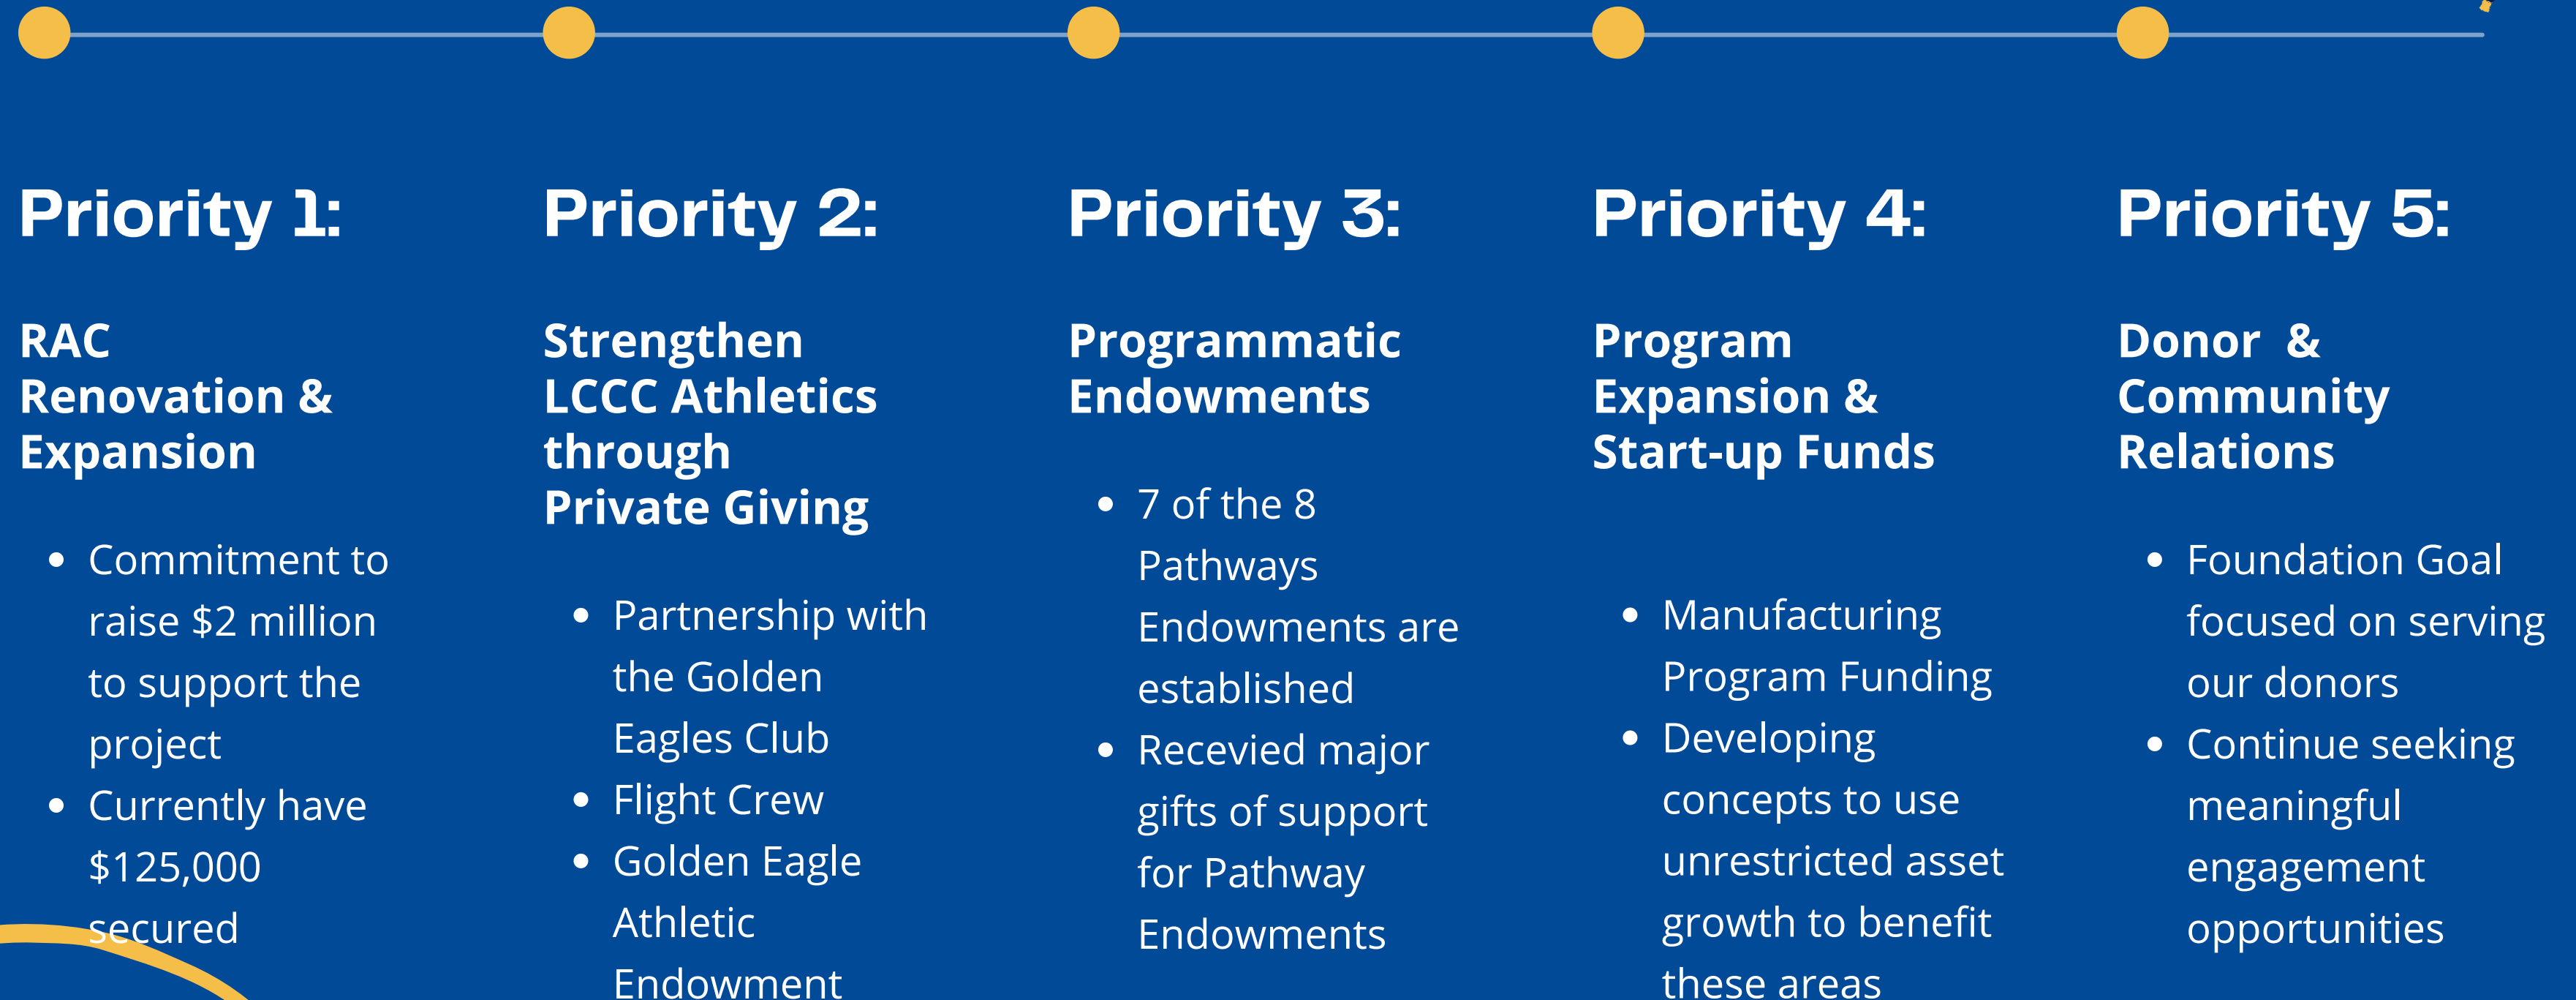 Priority 1:
RAC
Renovation &
Expansion
• Commitment to
raise $2 million
to support the
project
• Currently have
$125,000
secured
Priority 2:
Strengthen
LCCC Athletics
through
Private Giving
• Partnership with
the Golden
Eagles Club
• Flight Crew
• Golden Eagle
Athletic
Endowment
Priority 3:
Programmatic
Endowments
• 7 of the 8
Pathways
Endowments are
established
• Recevied major
gifts of support
for Pathway
Endowments
Priority 4:
Program
Expansion &
Start-up Funds
• Manufacturing
Program Funding
• Developing
concepts to use
unrestricted asset
growth to benefit
these areas
Priority 5:
Donor  &
Community
Relations
• Foundation Goal
focused on serving
our donors
• Continue seeking
meaningful
engagement
opportunities